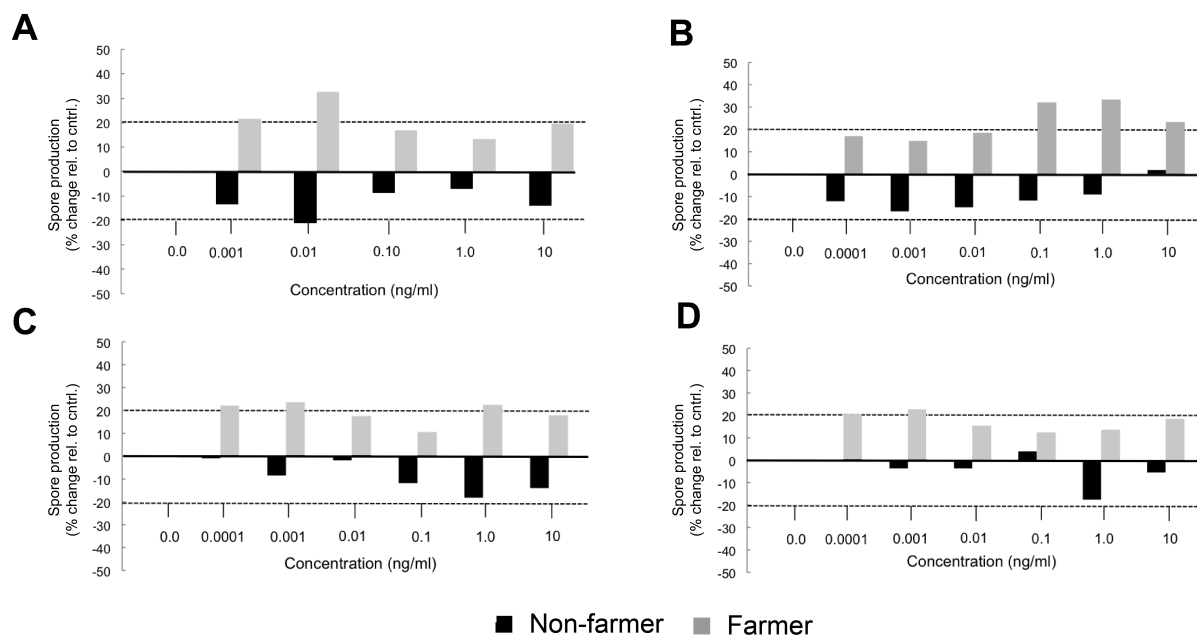 A
Spore production
(% change rel. to cntrl.)
50
40
30
20
10
0
-10
-20
-30
-40
-50
0.0 0.001 0.01 0.10 1.0 10
Concentration (ng/ml)
B
Spore production
(% change rel. to cntrl.)
50
40
30
20
10
0
-10
-20
-30
-40
-50
0.0 0.0001 0.001 0.01 0.1 1.0 10
Concentration (ng/ml)
C
Spore production
(% change rel. to cntrl.)
50
40
30
20
10
0
-10
-20
-30
-40
-50
0.0 0.0001 0.001 0.01 0.1 1.0 10
Concentration (ng/ml)
D
Spore production
(% change rel. to cntrl.)
50
40
30
20
10
0
-10
-20
-30
-40
-50
0.0 0.0001 0.001 0.01 0.1 1.0 10
Concentration (ng/ml)
Non-farmer Farmer